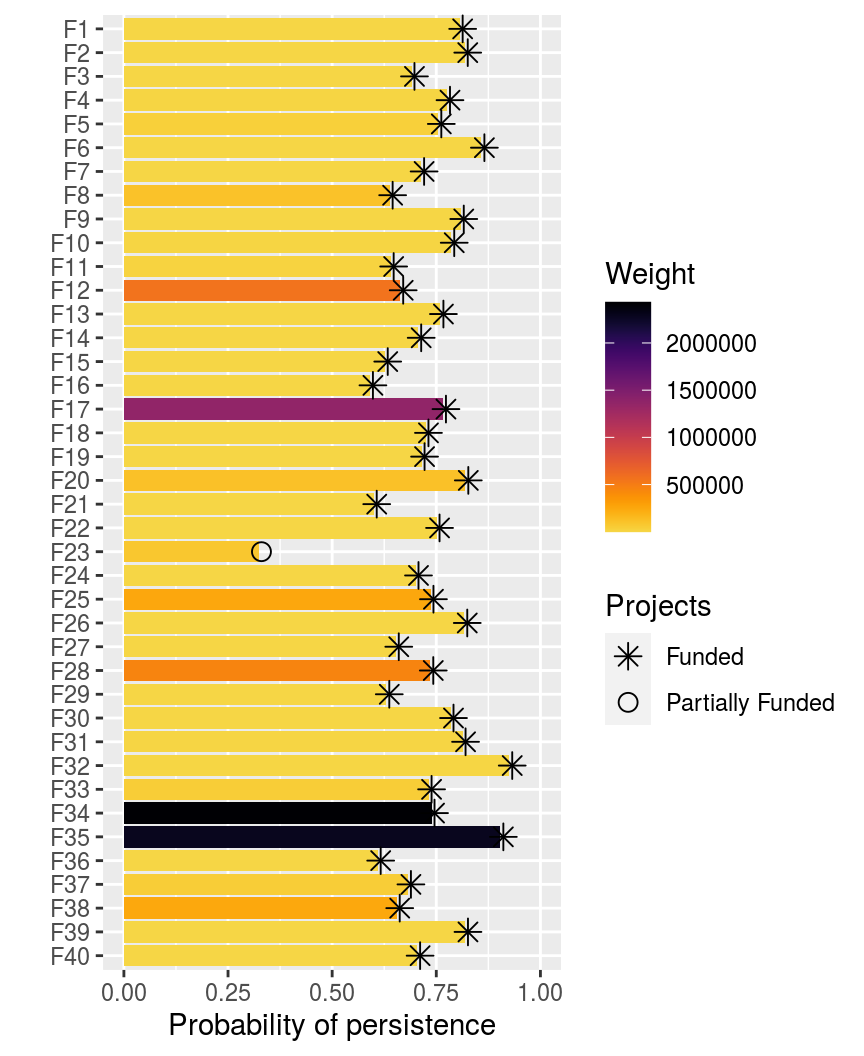 F1
F2
F3
F4
F5
F6
F7
F8
F9
F10
F11
F12
F13
F14
F15
F16
F17
F18
F19
F20
F21
F22
F23
F24
F25
F26
F27
F28
F29
F30
F31
F32
F33
F34
F35
F36
F37
F38
F39
F40
0.00 0.25 0.50 0.75 1.00
Probability of persistence
Weight
2000000
1500000
1000000
500000
Projects
Funded
Partially Funded